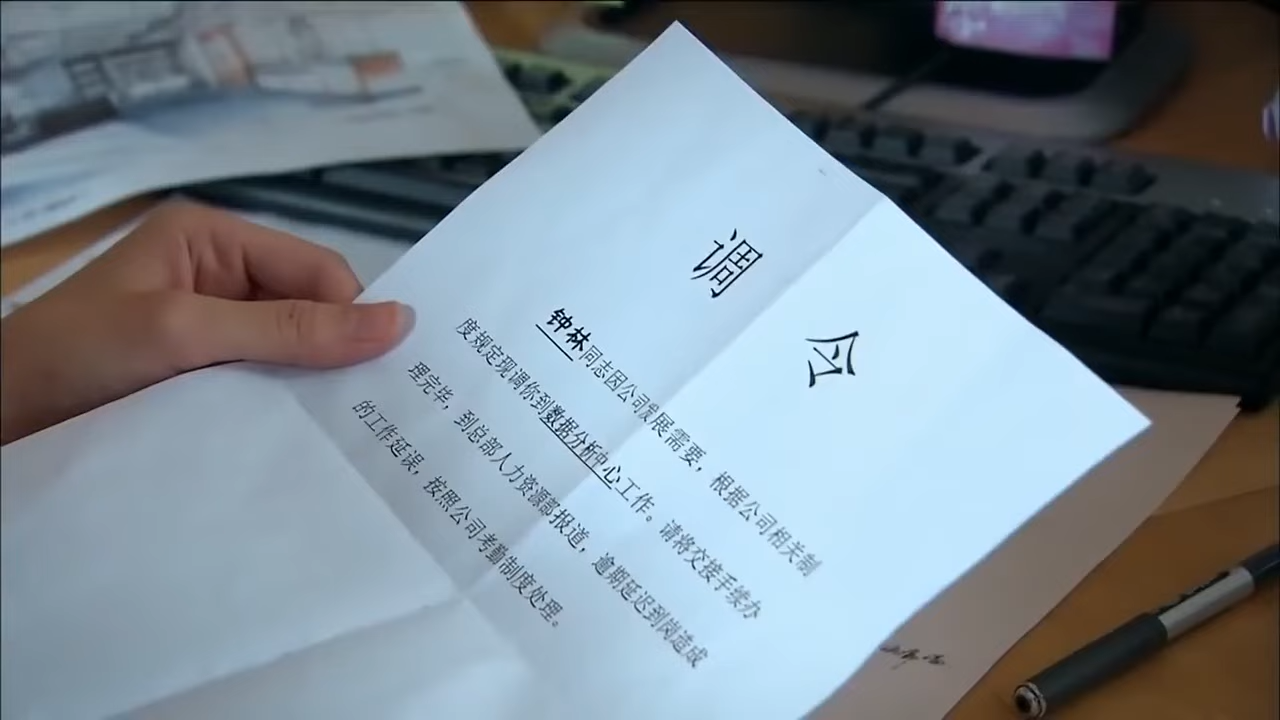 调令
钟林同志因公司发展需要，根据公司相关制
度规定现调你到数据分析中心工作。请将交接手续办
理完毕，到总部人力资源部报道，逾期延迟到岗造成
的工作延误，按照公司考勤制度处理。